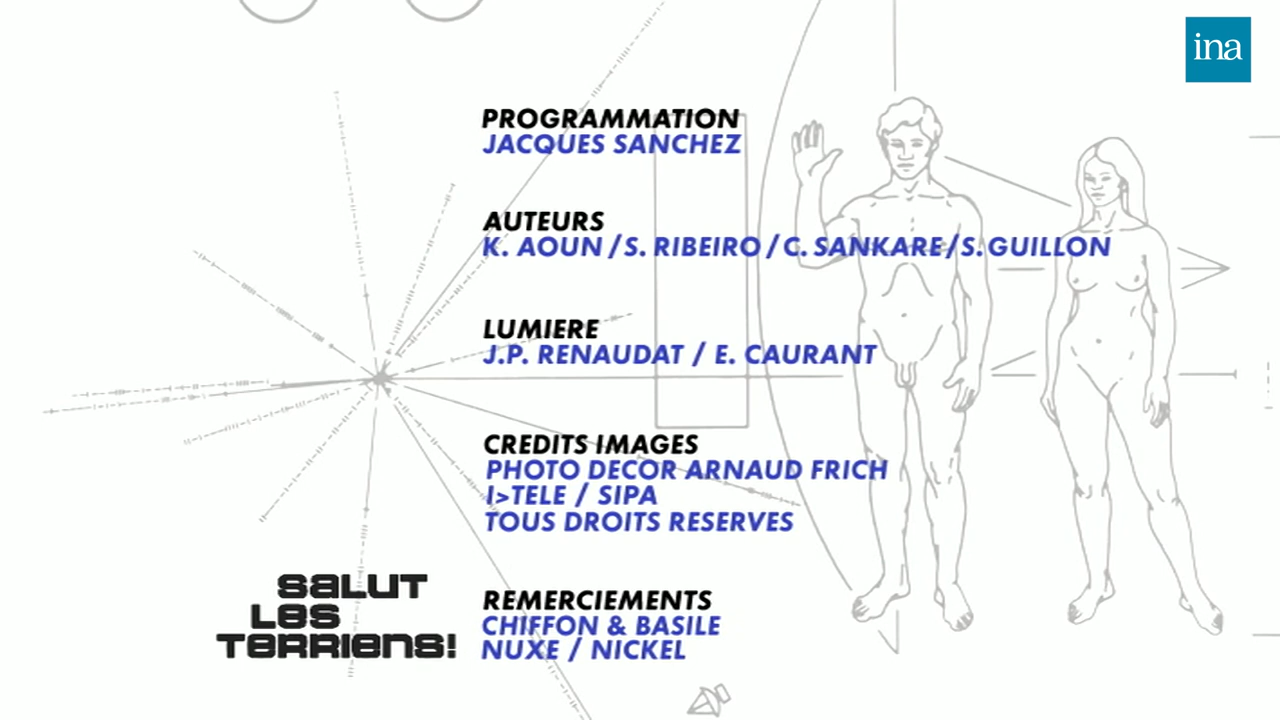 ina
PROGRAMMATION
JACQUES SANCHEZ
AUTEURS
K. AOUN / S. RIBEIRO / C. SANKARE / S. GUILLON
LUMIERE
J.P. RENAUDAT / E. CAURANT
CREDITS IMAGES
PHOTO DECOR ARNAUD FRICH
I>TELE / SIPA
TOUS DROITS RESERVES
SALUT
LES
TERRIENS!
REMERCIEMENTS
CHIFFON & BASILE
NUXE / NICKEL